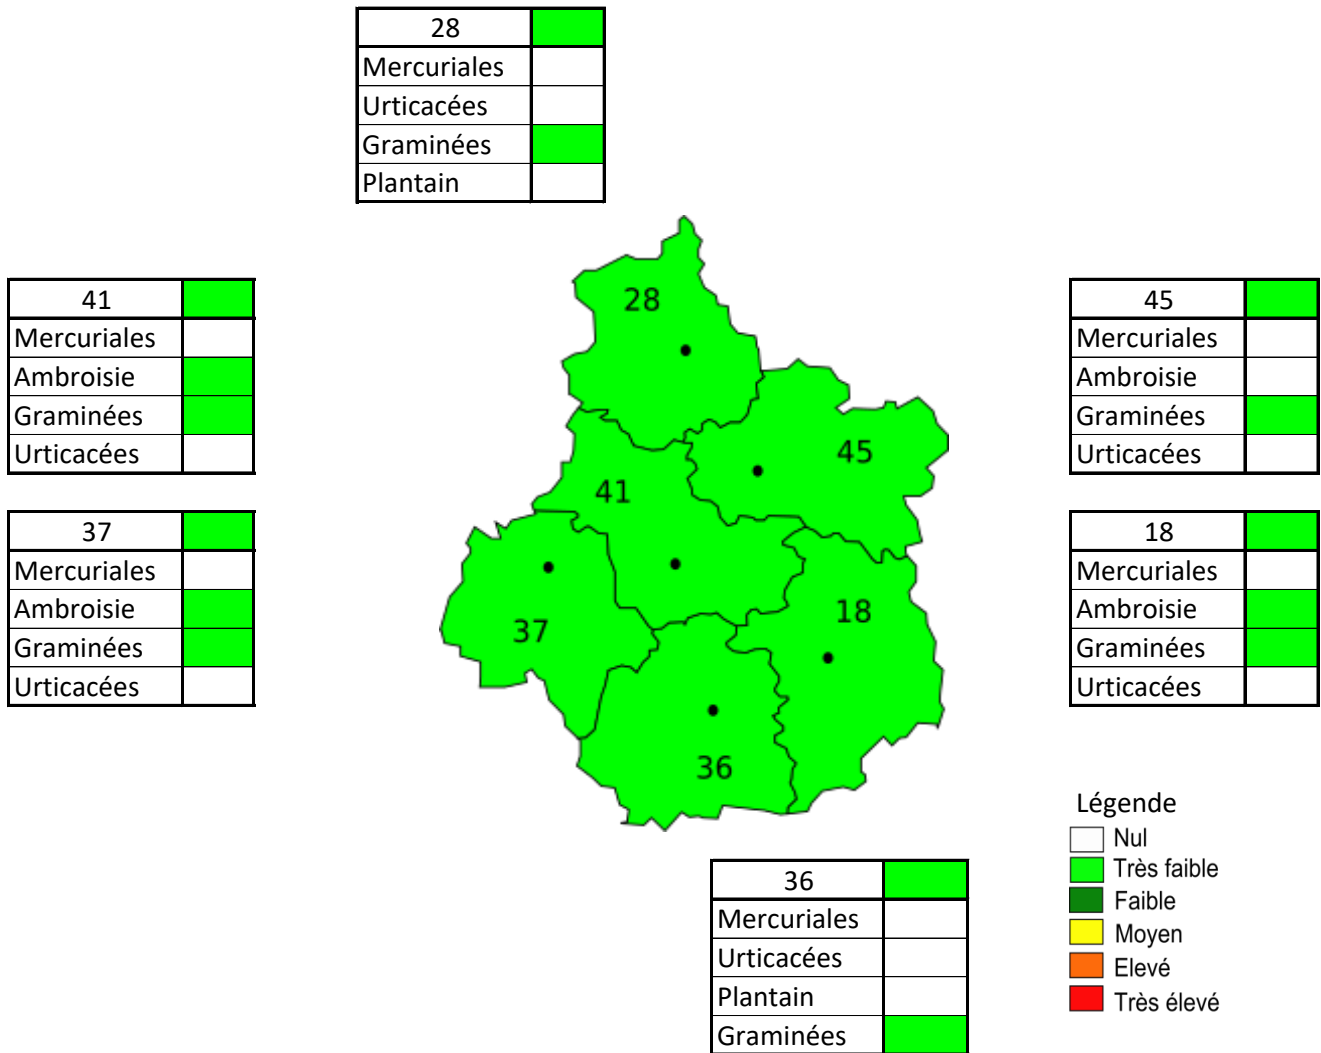 28
Mercuriales
Urticacées
Graminées
Plantain
41
Mercuriales
Ambroisie
Graminées
Urticacées
45
Mercuriales
Ambroisie
Graminées
Urticacées
37
Mercuriales
Ambroisie
Graminées
Urticacées
18
Mercuriales
Ambroisie
Graminées
Urticacées
28
45
41
18
37
36
36
Mercuriales
Urticacées
Plantain
Graminées
Légende
Nul
Très faible
Faible
Moyen
Elevé
Très élevé